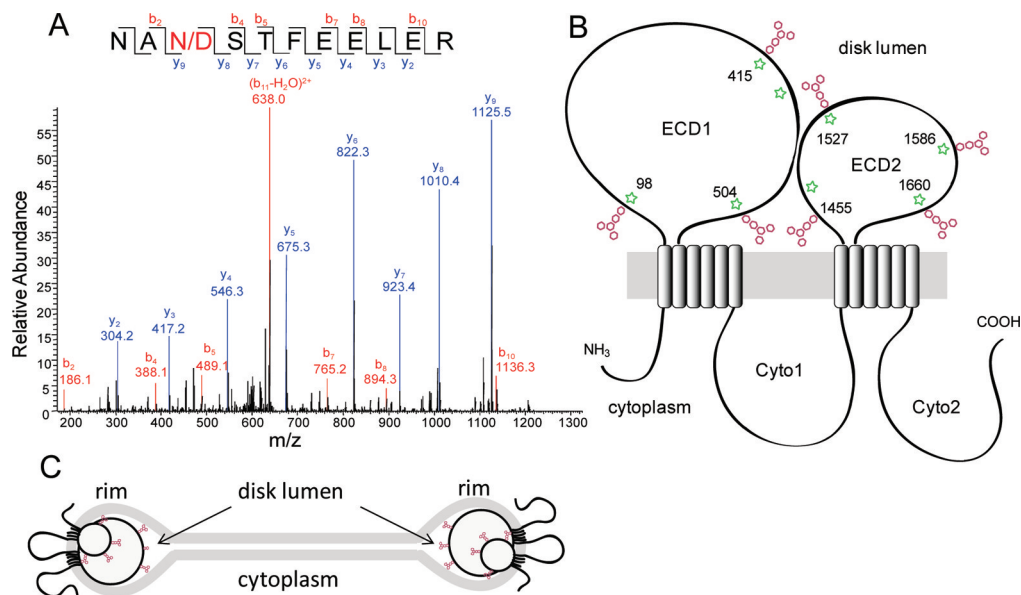 A
b2 b4 b5 b7 b8 b10
N A N/D S T F E E L E R
y9 y8 y7 y6 y5 y4 y3 y2
(b11-H2O)2+
638.0
y9
1125.5
y6
822.3
y8
1010.4
y5
675.3
y4
546.3
y7
923.4
y3
417.2
y2
304.2
b2
186.1
b4
388.1
b5
489.1
b7
765.2
b8
894.3
b10
1136.3
Relative Abundance
55
50
45
40
35
30
25
20
15
10
5
0
200 300 400 500 600 700 800 900 1000 1100 1200 1300
m/z
B
disk lumen
415
ECD1
1527
1586
ECD2
98
504
1660
1455
NH3
COOH
Cyto1
cytoplasm
Cyto2
C
rim
disk lumen
rim
cytoplasm